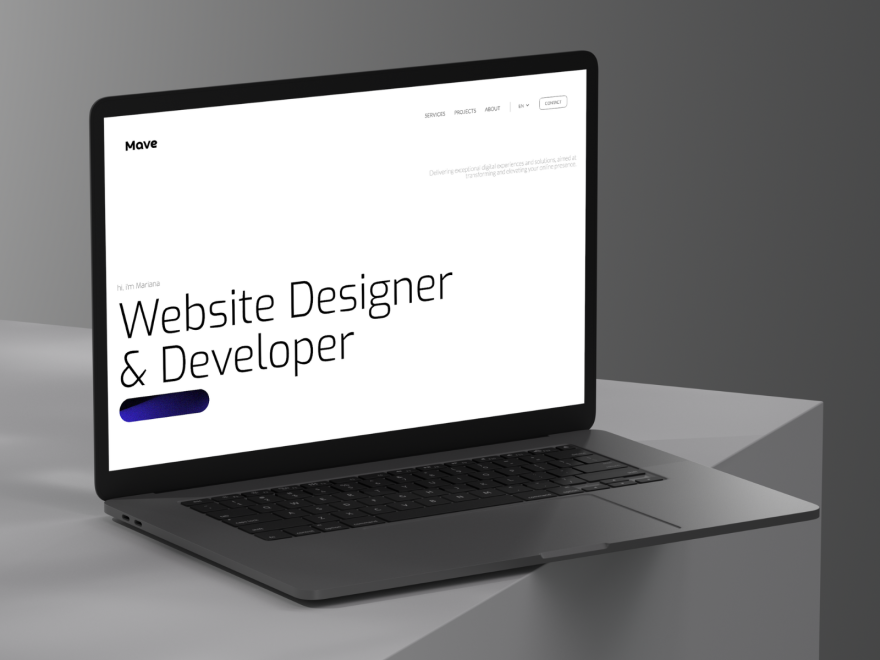 Mave
SERVICES PROJECTS ABOUT EN CONTACT
Delivering exceptional digital experiences and solutions, aimed at
transforming and elevating your online presence.
hi, Im Mariana
Website Designer
& Developer